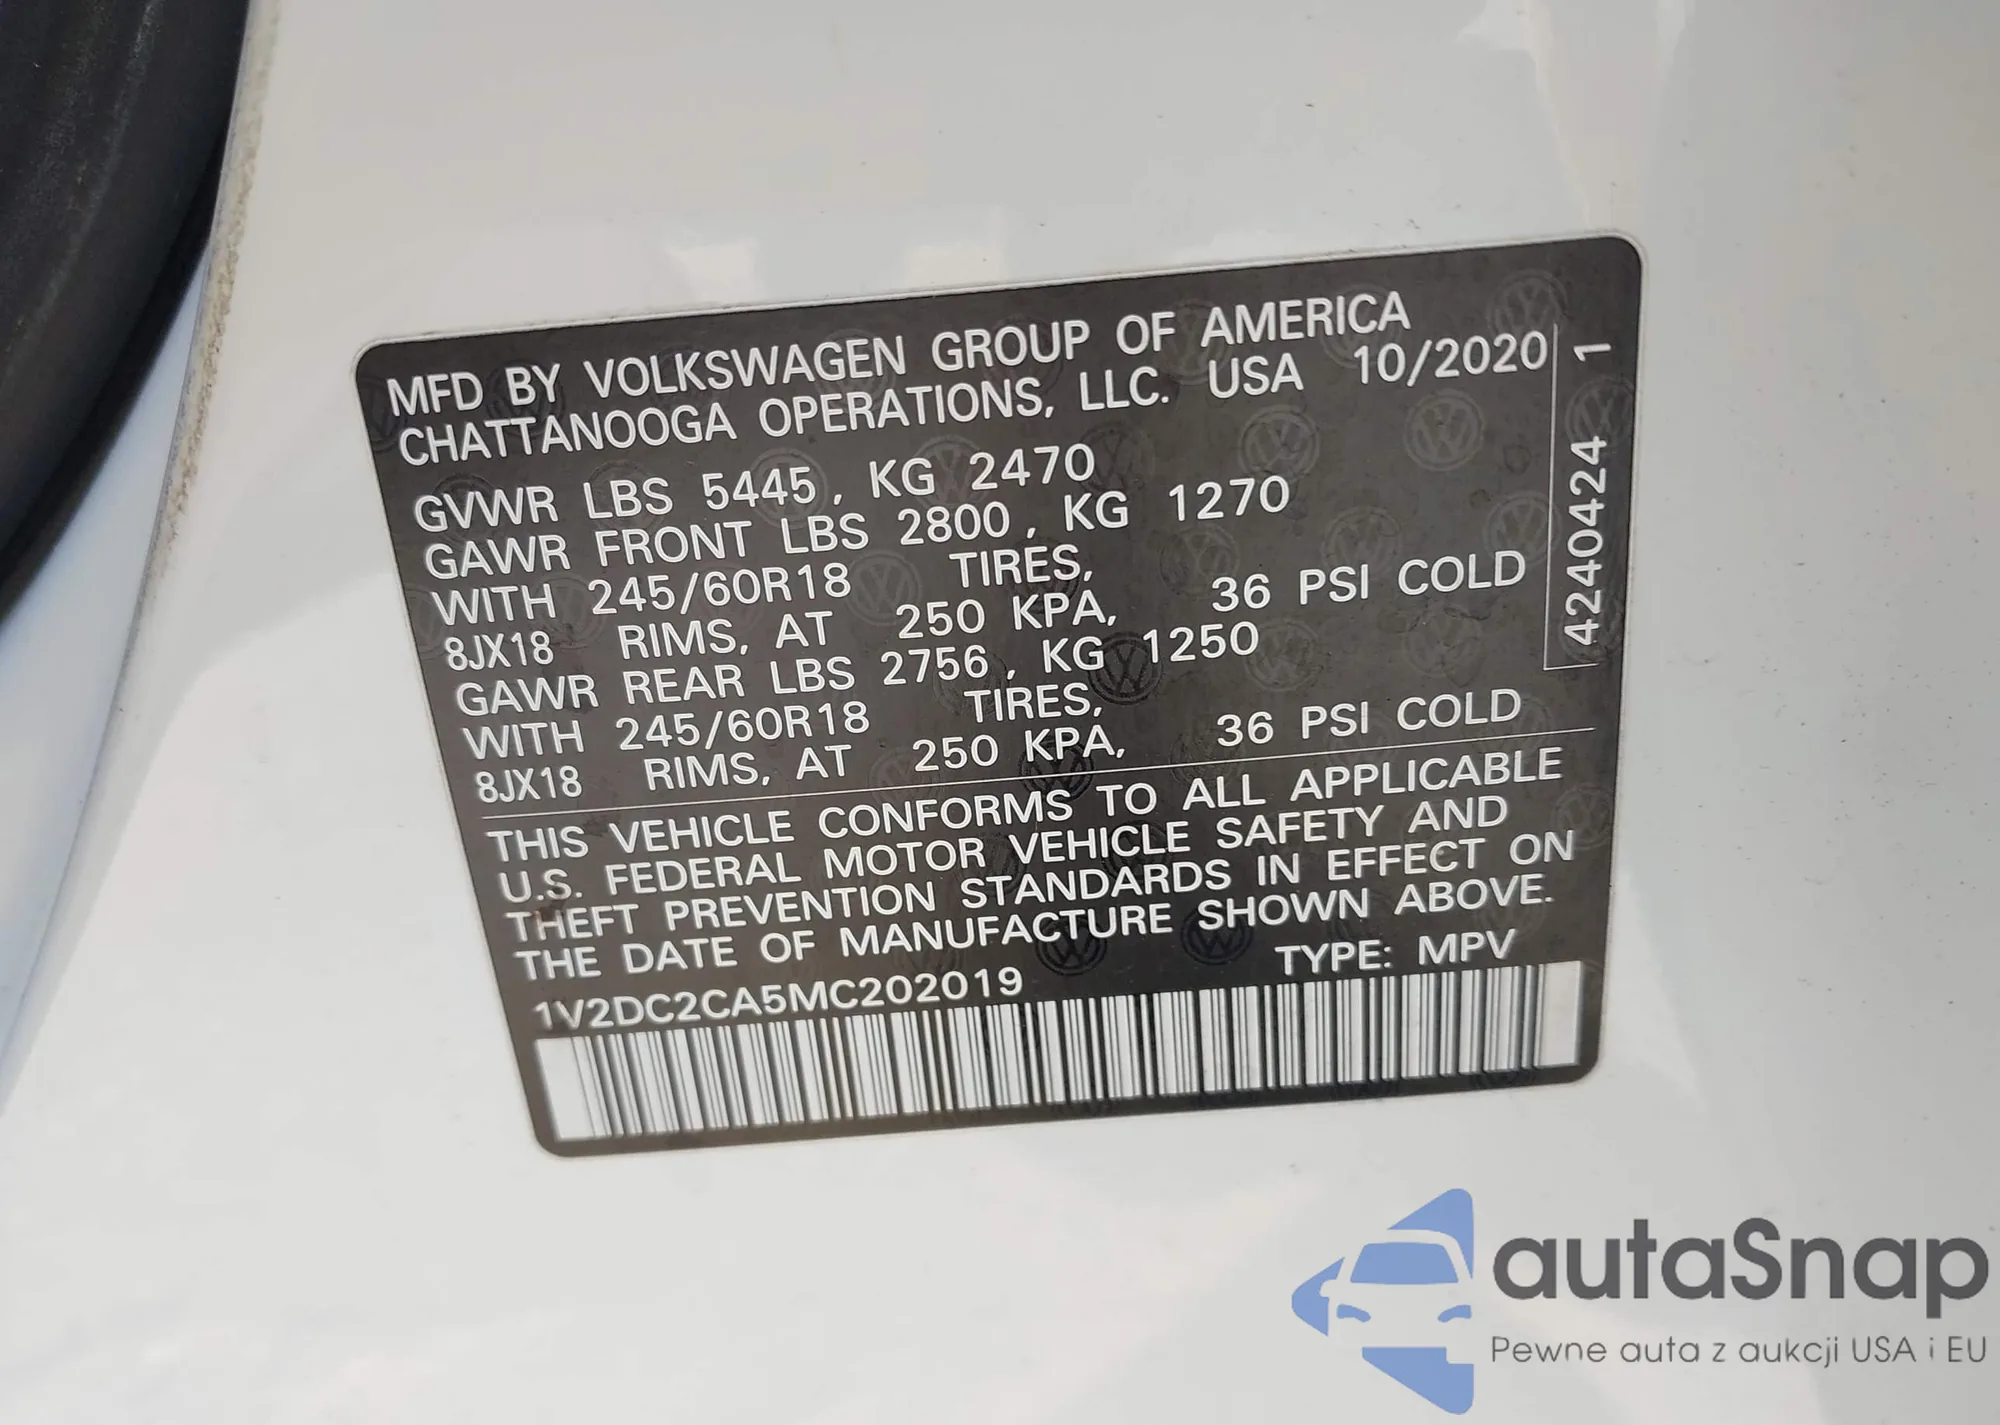 MFD BY VOLKSWAGEN GROUP OF AMERICA
CHATTANOOGA OPERATIONS, LLC. USA 10/2020
GVWR LBS 5445, KG 2470
GAWR FRONT LBS 2800, KG 1270
WITH 245/60R18 TIRES,
8JX18 RIMS, AT 250 KPA, 36 PSI COLD
GAWR REAR LBS 2756, KG 1250
WITH 245/60R18 TIRES,
8JX18 RIMS, AT 250 KPA, 36 PSI COLD
42404241
THIS VEHICLE CONFORMS TO ALL APPLICABLE
U.S. FEDERAL MOTOR VEHICLE SAFETY AND
THEFT PREVENTION STANDARDS IN EFFECT ON
THE DATE OF MANUFACTURE SHOWN ABOVE.
1V2DC2CA5MC202019 TYPE: MPV
autaSnap
Pewne auta z aukcji USA i EU